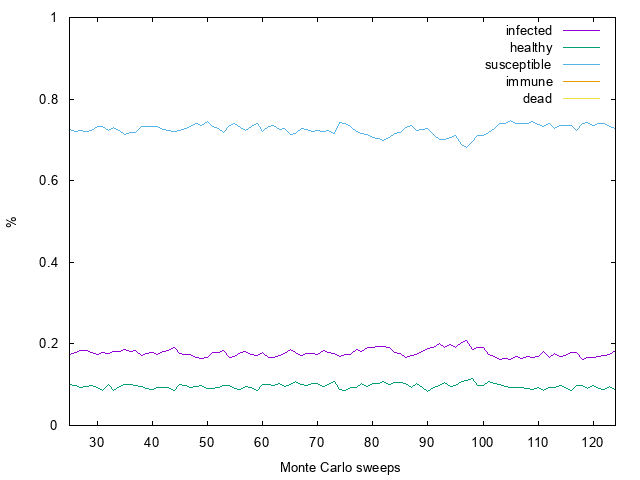 1
infected
healthy
susceptible
immune
dead
0.8
0.6
%
0.4
0.2
0
30 40 50 60 70 80 90 100 110 120
Monte Carlo sweeps